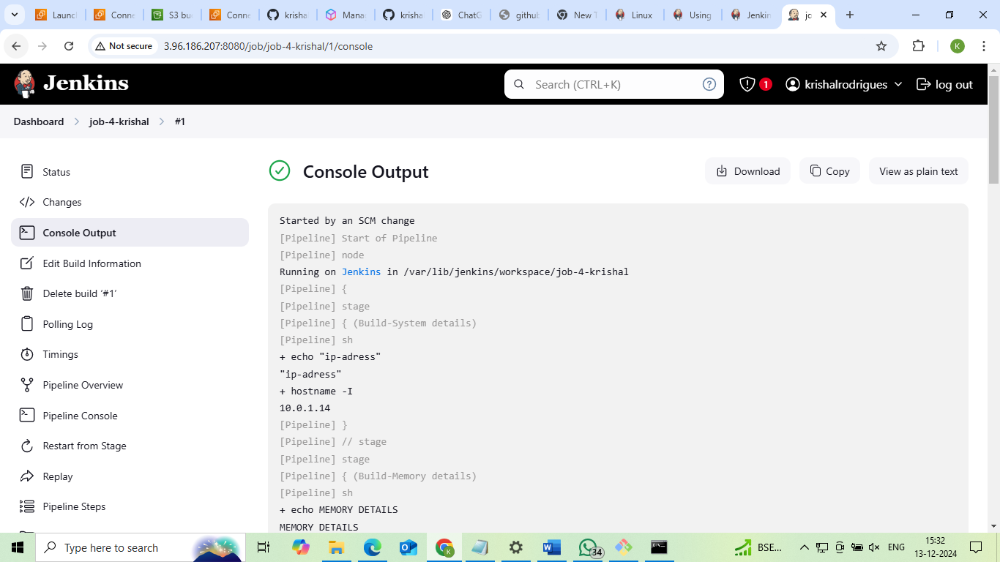 Launc
Conne
S3 bu
Conne
krisha
Manag
krisha
ChatG
github
New T
Linux
Using
Jenkin
jo
Not secure
3.96.186.207:8080/job/job-4-krishal/1/console
K
Jenkins
Search (CTRL+K)
?
1
krishalrodrigues
log out
Dashboard
job-4-krishal
#1
Status
Changes
Console Output
Edit Build Information
Delete build ‘#1’
Polling Log
Timings
Pipeline Overview
Pipeline Console
Restart from Stage
Replay
Pipeline Steps
Console Output
Download
Copy
View as plain text
Started by an SCM change
[Pipeline] Start of Pipeline
[Pipeline] node
Running on Jenkins in /var/lib/jenkins/workspace/job-4-krishal
[Pipeline] {
[Pipeline] stage
[Pipeline] { (Build-System details)
[Pipeline] sh
+ echo "ip-adress"
"ip-adress"
+ hostname -I
10.0.1.14
[Pipeline] }
[Pipeline] // stage
[Pipeline] stage
[Pipeline] { (Build-Memory details)
[Pipeline] sh
+ echo MEMORY DETAILS
MEMORY DETAILS
Type here to search
34
BSE...
ENG
15:32
13-12-2024